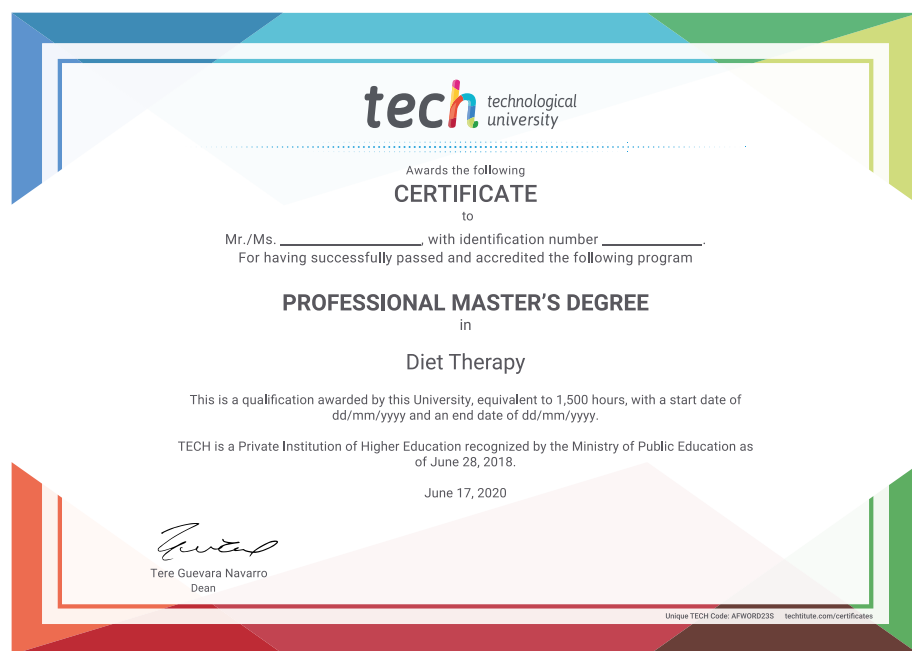 tech technological
university
Awards the following
CERTIFICATE
to
Mr./Ms. ____________, with identification number ____________.
For having successfully passed and accredited the following program
PROFESSIONAL MASTER'S DEGREE
in
Diet Therapy
This is a qualification awarded by this University, equivalent to 1,500 hours, with a start date of
dd/mm/yyyy and an end date of dd/mm/yyyy.
TECH is a Private Institution of Higher Education recognized by the Ministry of Public Education as
of June 28, 2018.
June 17, 2020
Tere Guevara Navarro
Dean
Unique TECH Code: AFWORD23S techtitute.com/certificates